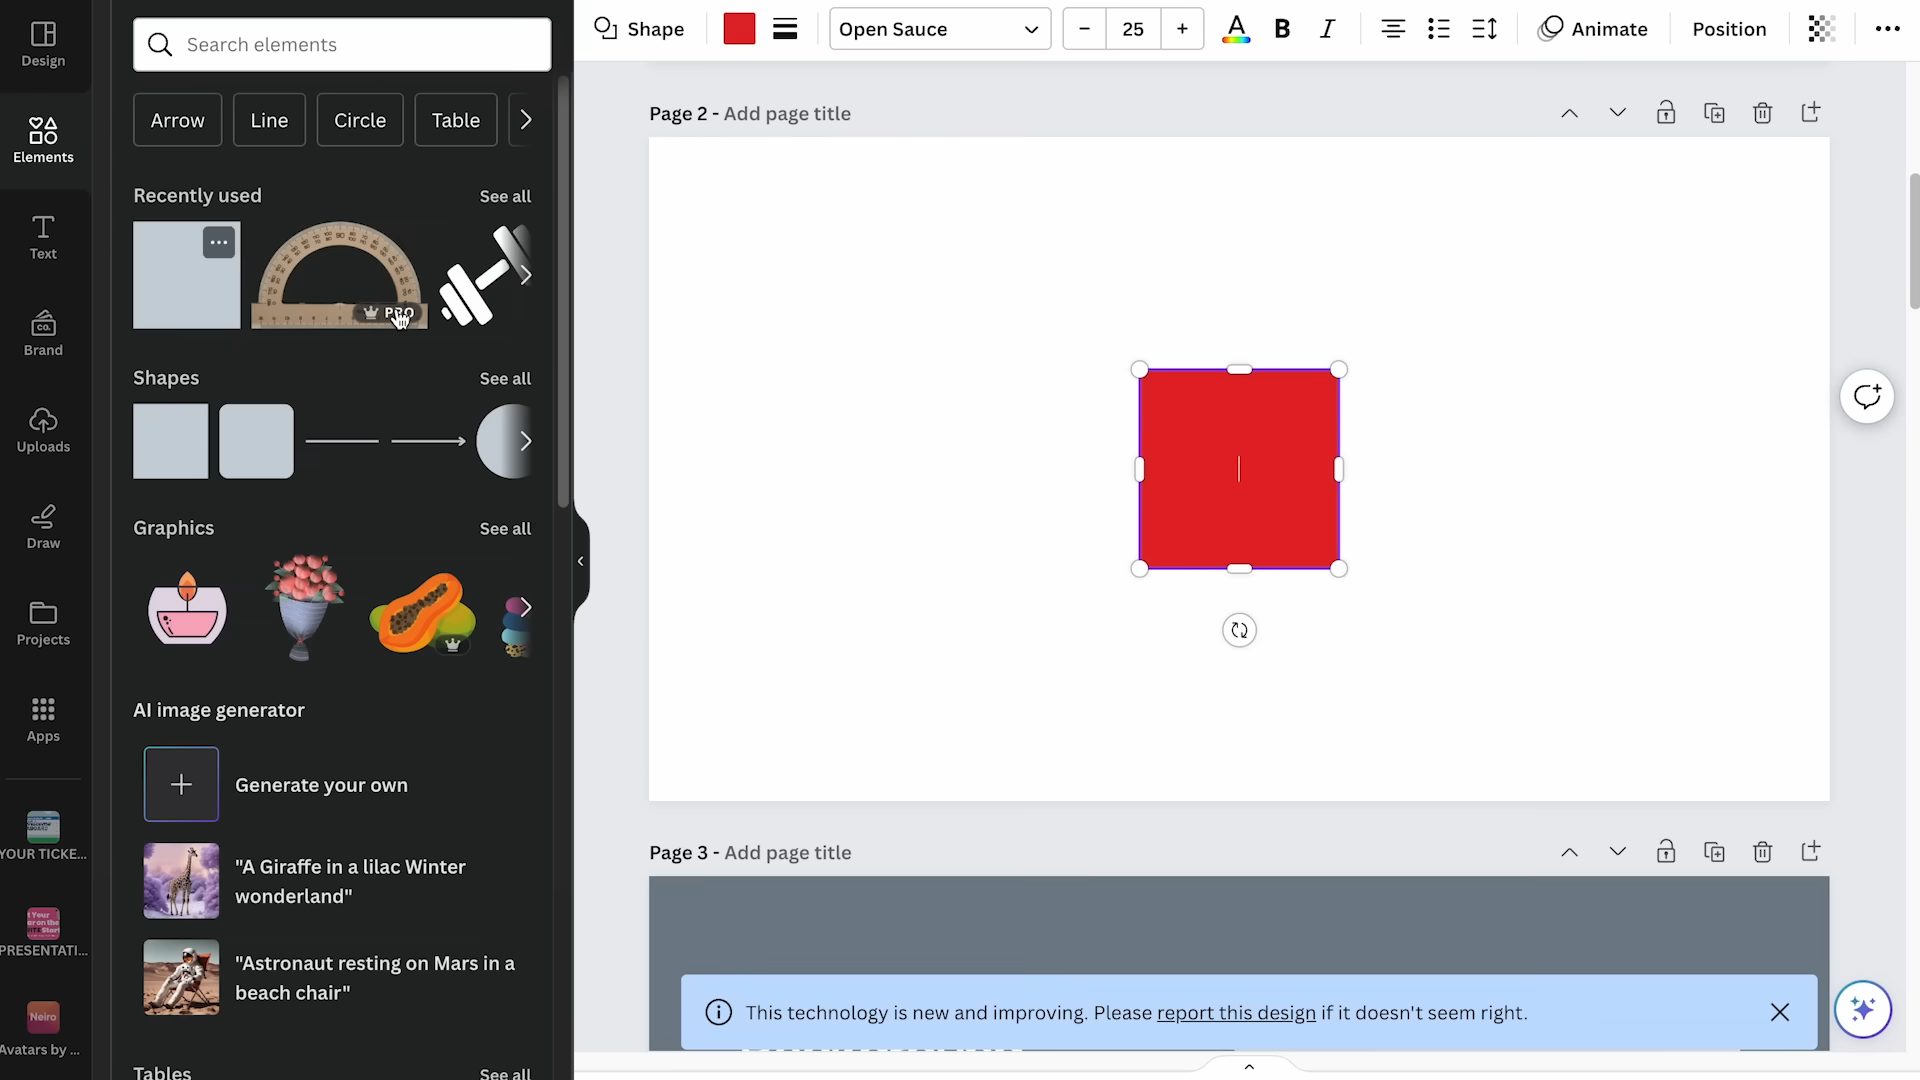 Design
Elements
Text
Brand
Uploads
Draw
Projects
Apps
YOUR TICKE...
PRESENTATI...
Neiro
Avatars by ...
Search elements
Arrow
Line
Circle
Table
Recently used
See all
PRO
Shapes
See all
Graphics
See all
AI image generator
Generate your own
"A Giraffe in a lilac Winter
wonderland"
"Astronaut resting on Mars in a
beach chair"
Tables
See all
Shape
Open Sauce
25
Animate
Position
Page 2 - Add page title
Page 3 - Add page title
This technology is new and improving. Please report this design if it doesn't seem right.